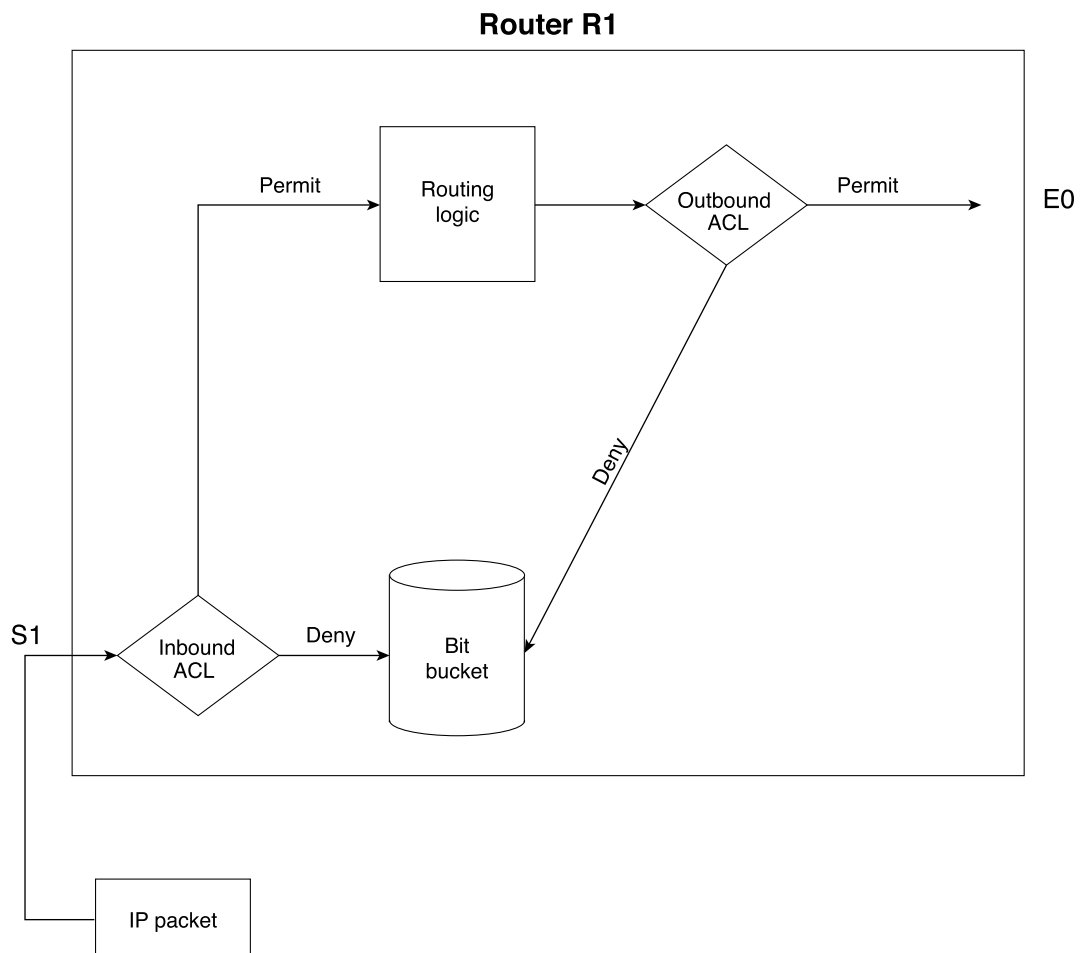 Router R1
Permit
Routing
logic
Outbound
ACL
Permit
E0
Deny
S1
Inbound
ACL
Deny
Bit
bucket
IP packet